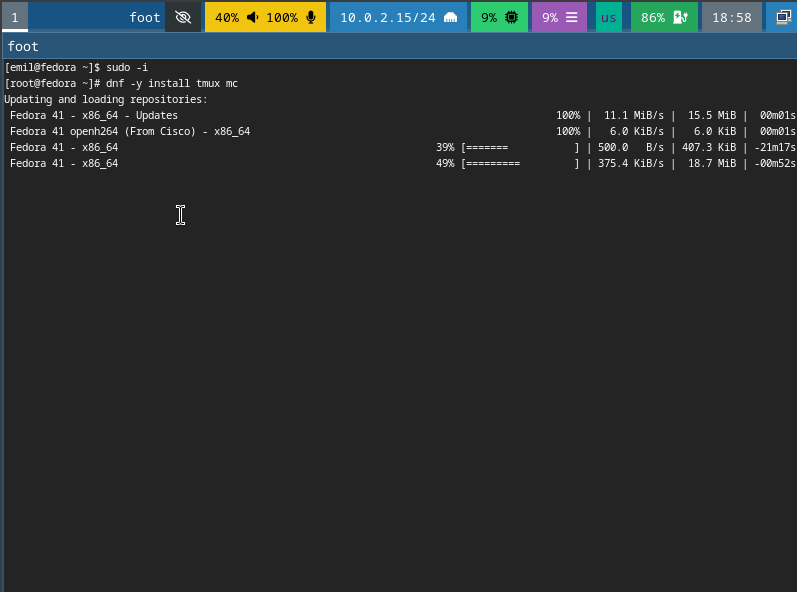 1 foot 40% 100% 10.0.2.15/24 9% 9% us 86% 18:58
foot
[emil@fedora ~]$ sudo -i
[root@fedora ~]# dnf -y install tmux mc
Updating and loading repositories:
Fedora 41 - x86_64 - Updates 100% | 11.1 MiB/s | 15.5 MiB | 00m01s
Fedora 41 openh264 (From Cisco) - x86_64 100% | 6.0 KiB/s | 6.0 KiB | 00m01s
Fedora 41 - x86_64 39% [======= ] | 500.0 B/s | 407.3 KiB | -21m17s
Fedora 41 - x86_64 49% [========= ] | 375.4 KiB/s | 18.7 MiB | -00m52s